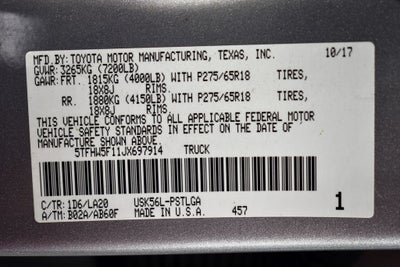 MFD.BY: TOYOTA MOTOR MANUFACTURING, TEXAS, INC. 10/17
GVWR: 3265KG (7200LB)
GAWR: FRT. 1815KG (4000LB) WITH P275/65R18 TIRES,
18X8J RIMS.
RR. 1880KG (4150LB) WITH P275/65R18 TIRES,
18X8J RIMS.
THIS VEHICLE CONFORMS TO ALL APPLICABLE FEDERAL MOTOR
VEHICLE SAFETY STANDARDS IN EFFECT ON THE DATE OF
MANUFACTURE SHOWN ABOVE.
5TFHW5F11JX697914 TRUCK
C/TR: 1D6/LA20 USK56L-PSTLGA
A/TM: B02A/AB60F MADE IN U.S.A. 457 1